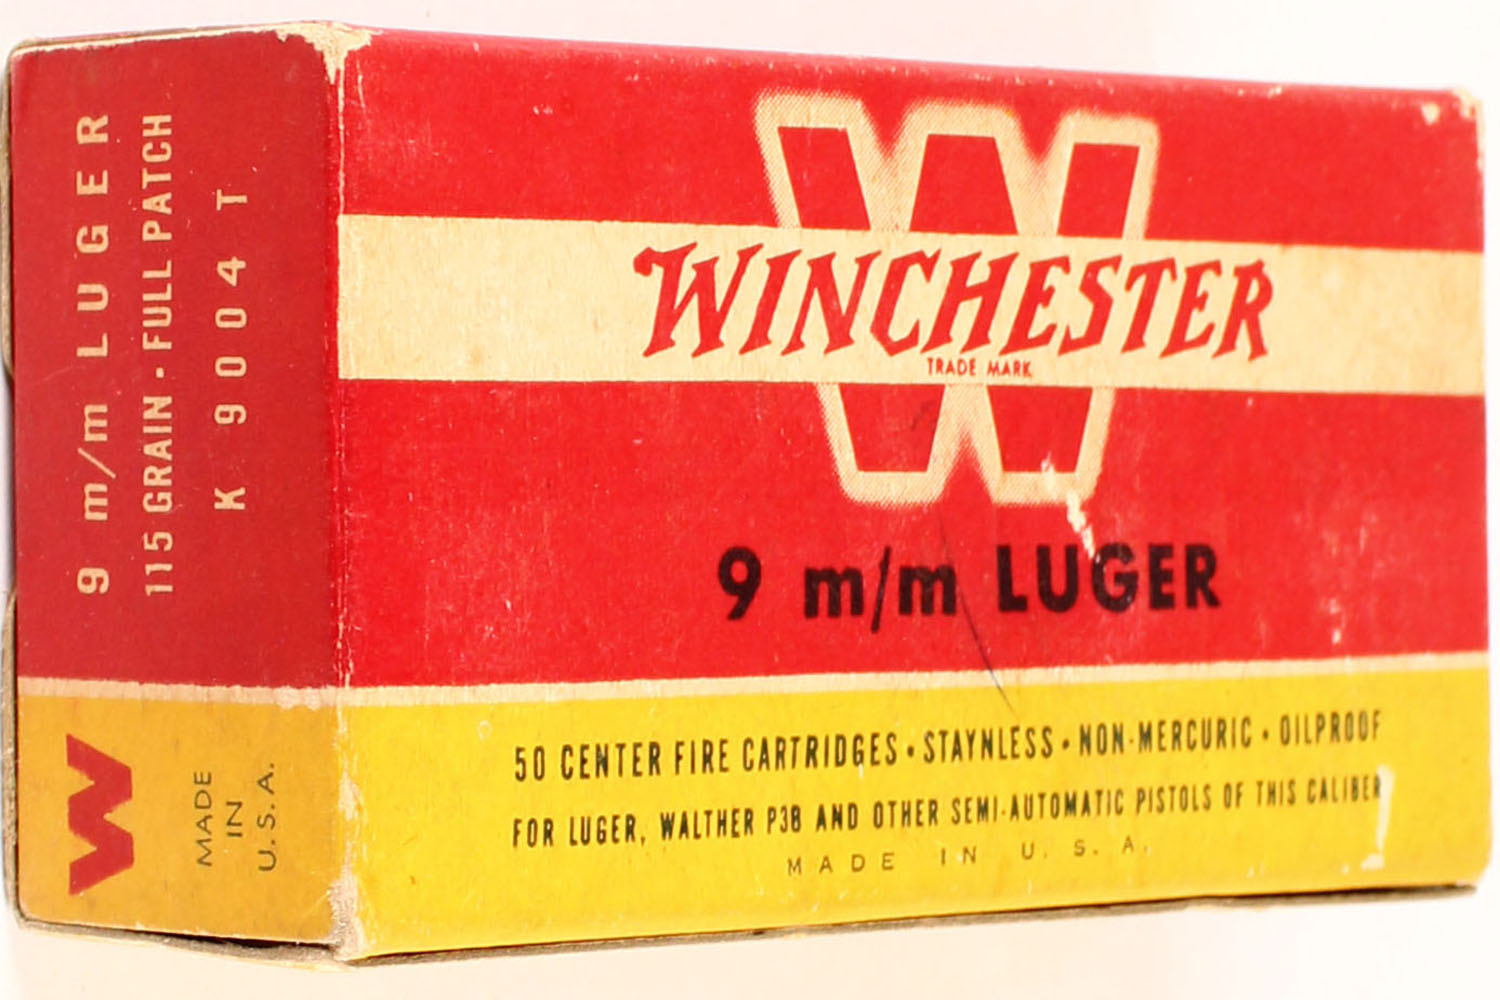 9 m/m LUGER
115 GRAIN · FULL PATCH
K 9004 T
W
MADE
IN
U.S.A.
W
WINCHESTER
TRADE MARK
9 m/m LUGER
50 CENTER FIRE CARTRIDGES · STAYNLESS · NON-MERCURIC · OILPROOF
FOR LUGER, WALTHER P38 AND OTHER SEMI-AUTOMATIC PISTOLS OF THIS CALIBER
MADE IN U. S. A.